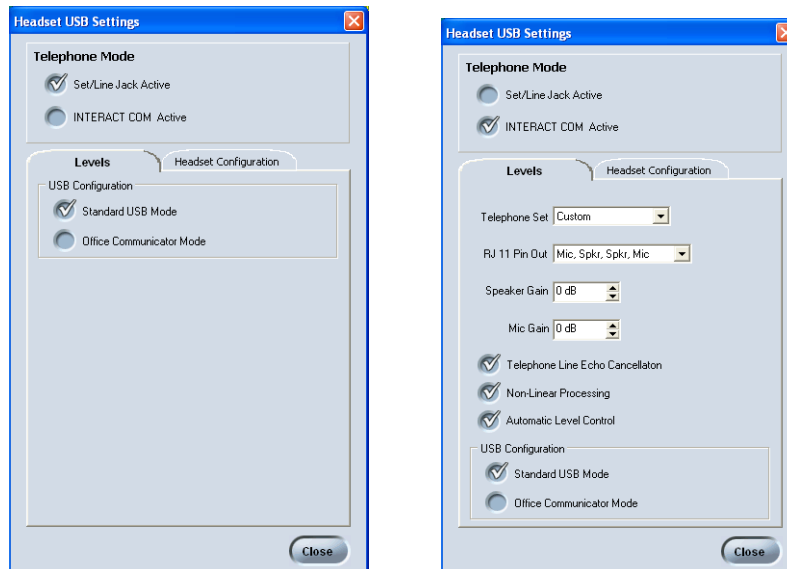 Headset USB Settings
Telephone Mode
Set/Line Jack Active
INTERACT COM Active
Levels
Headset Configuration
USB Configuration
Standard USB Mode
Office Communicator Mode
Close
Headset USB Settings
Telephone Mode
Set/Line Jack Active
INTERACT COM Active
Levels
Headset Configuration
Telephone Set Custom
RJ 11 Pin Out Mic, Spkr, Spkr, Mic
Speaker Gain 0 dB
Mic Gain 0 dB
Telephone Line Echo Cancellaton
Non-Linear Processing
Automatic Level Control
USB Configuration
Standard USB Mode
Office Communicator Mode
Close